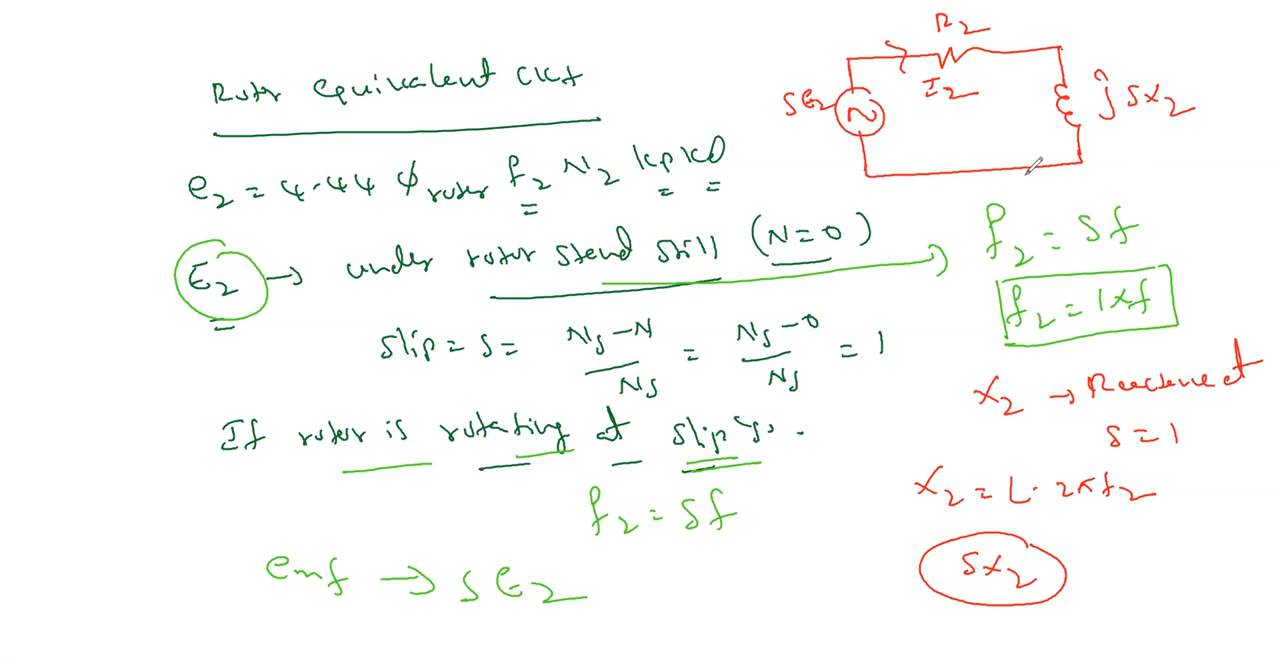 Rotor equivalent ckt
e₂ = 4.44 φ rotor f₂ N₂ kp kd
E₂ → under rotor stand still (N=0)
slip = s = (Ns-N)/Ns = (Ns-0)/Ns = 1
If rotor is rotating at slip 's'.
f₂ = sf
emf → sE₂
R₂
I₂
sE₂
j sx₂
f₂ = sf
f₂ = 1xf
x₂ → at
s = 1
x₂ = L. 2πf₂
sx₂